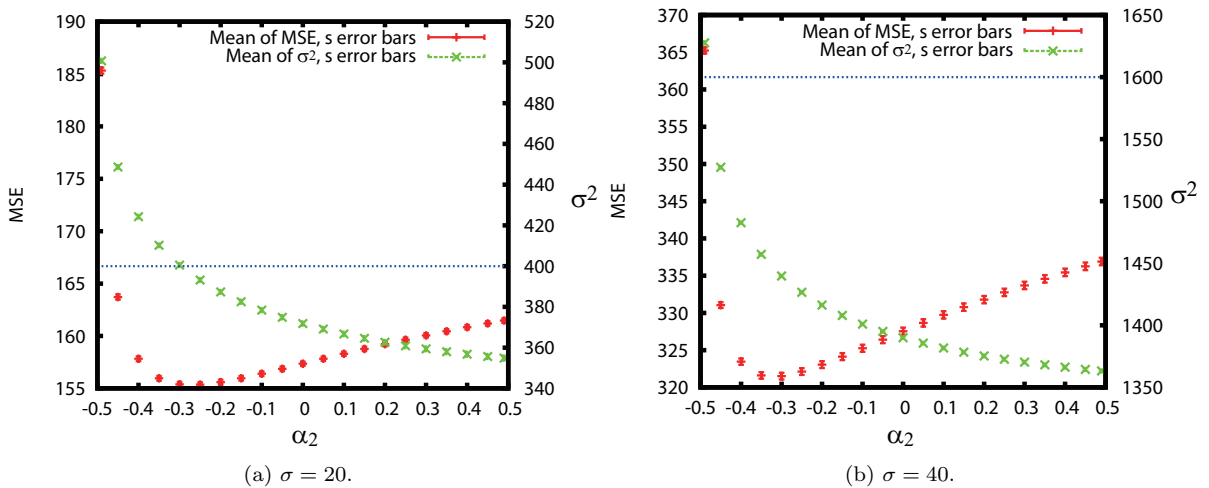 190
185
180
175
170
165
160
155
MSE
520
500
480
460
440
420
400
380
360
340
σ²
Mean of MSE, s error bars
Mean of σ², s error bars
-0.5 -0.4 -0.3 -0.2 -0.1 0 0.1 0.2 0.3 0.4 0.5
α₂
(a) σ = 20.
370
365
360
355
350
345
340
335
330
325
320
MSE
1650
1600
1550
1500
1450
1400
1350
σ²
Mean of MSE, s error bars
Mean of σ², s error bars
-0.5 -0.4 -0.3 -0.2 -0.1 0 0.1 0.2 0.3 0.4 0.5
α₂
(b) σ = 40.